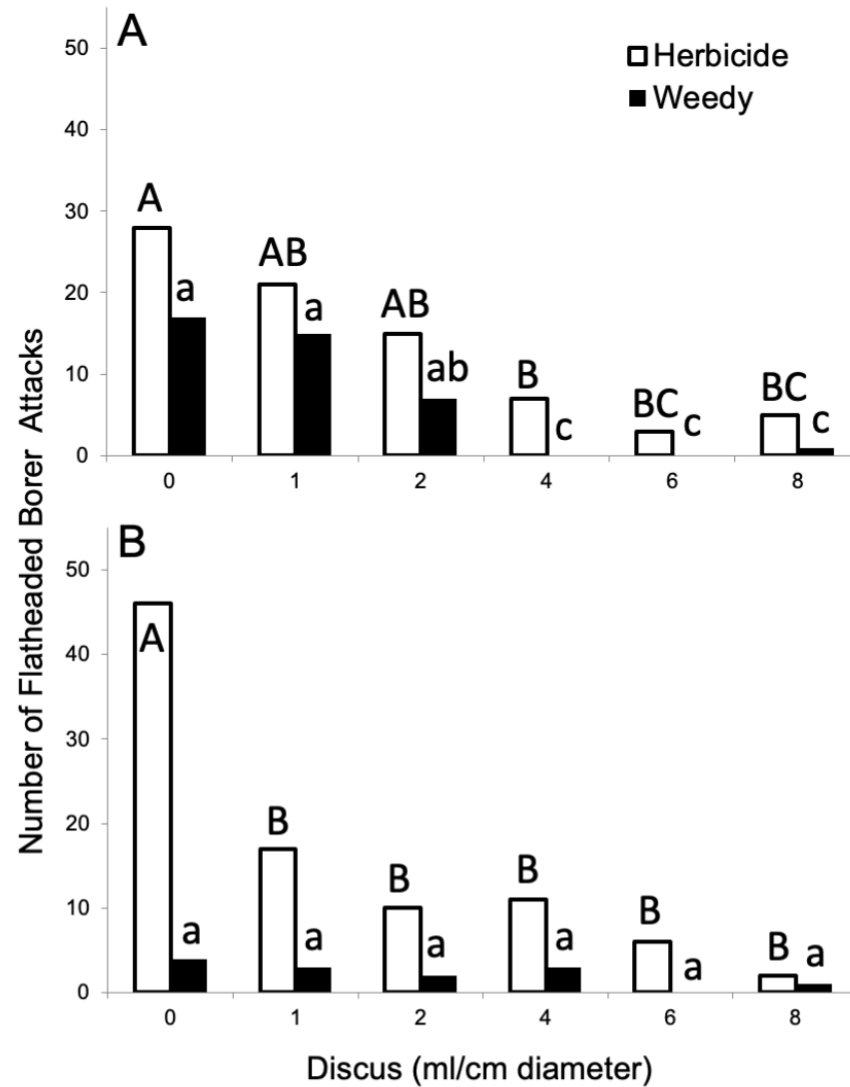 A
50
40
30
20
10
0
Herbicide
Weedy
A
a
AB
a
AB
ab
B
c
BC
c
BC
c
0 1 2 4 6 8
B
50
40
30
20
10
0
A
a
B
a
B
a
B
a
B
a
B
a
0 1 2 4 6 8
Number of Flatheaded Borer Attacks
Discus (ml/cm diameter)